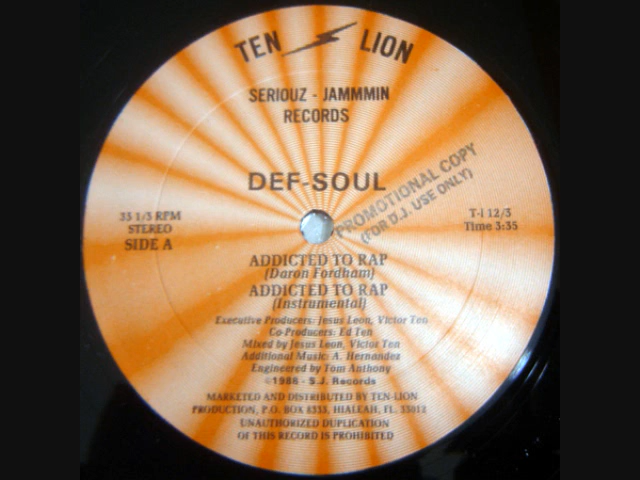 TEN LION
SERIOUZ - JAMMMIN
RECORDS
DEF-SOUL
PROMOTIONAL COPY
(FOR D.J. USE ONLY)
33 1/3 RPM
STEREO
SIDE A
T-l 12/3
Time 3:35
ADDICTED TO RAP
(Daron Fordham)
ADDICTED TO RAP
(Instrumental)
Executive Producers: Jesus Leon, Victor Ten
Co-Producers: Ed Ten
Mixed by Jesus Leon, Victor Ten
Additional Music: A. Hernandez
Engineered by Tom Anthony
©1986 - S.J. Records
MARKETED AND DISTRIBUTED BY TEN-LION
PRODUCTION, P.O. BOX 8333, HIALEAH, FL. 33012
UNAUTHORIZED DUPLICATION
OF THIS RECORD IS PROHIBITED